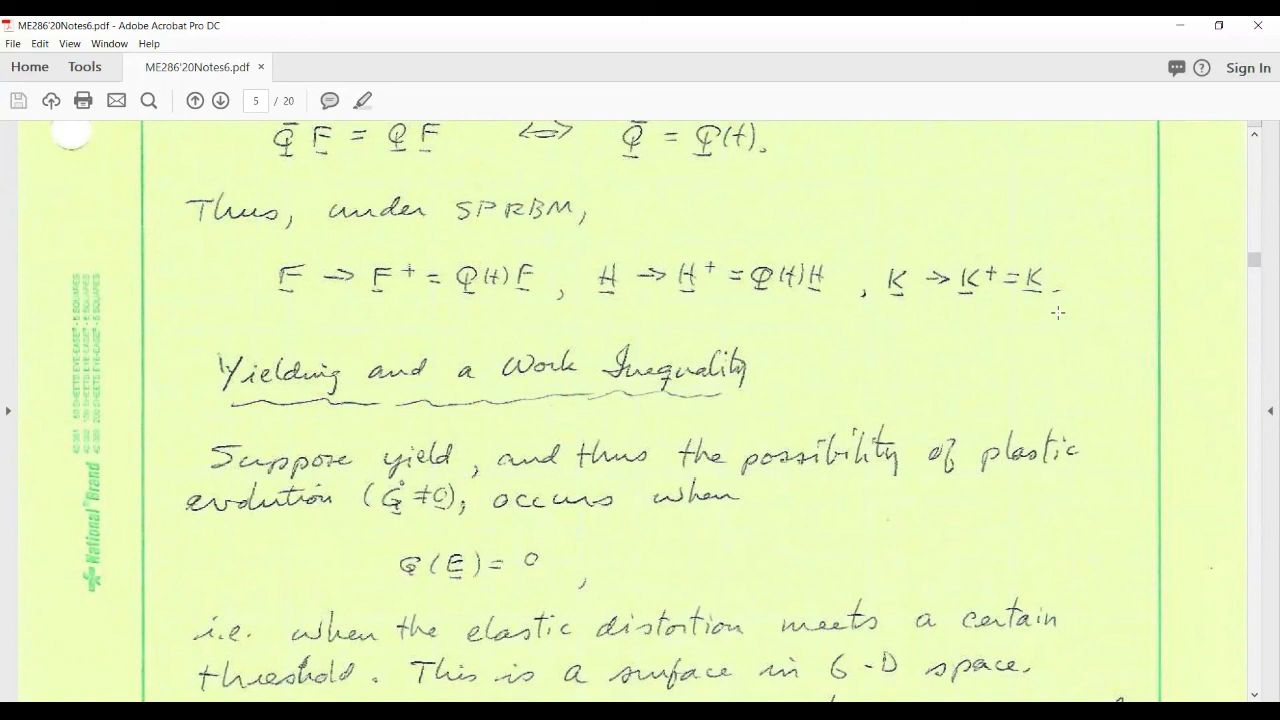 ME286'20Notes6.pdf - Adobe Acrobat Pro DC
File Edit View Window Help
Home Tools ME286'20Notes6.pdf × Sign In
5 / 20
Q̄ F = Q F ⇔ Q̄ = Q(t).
Thus, under SPRBM,
F → F⁺ = Q(t)F , H → H⁺ = Q(t)H , K → K⁺ = K .
Yielding and a Work Inequality
Suppose yield, and thus the possibility of plastic
evolution (Ġ ≠ 0), occurs when
G(E) = 0 ,
i.e. when the elastic distortion meets a certain
threshold. This is a surface in 6-D space.
National® Brand